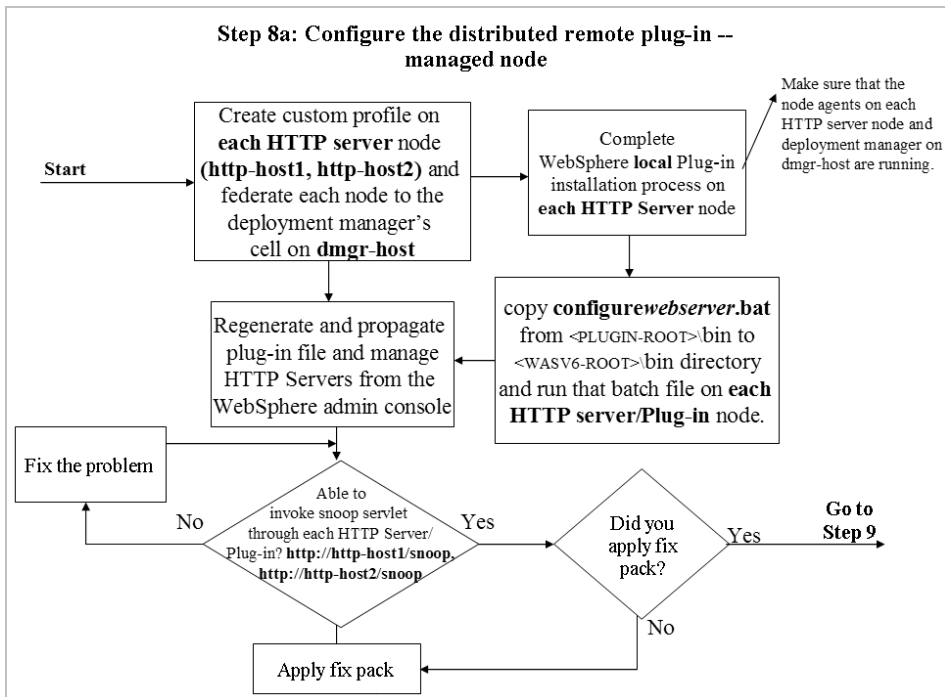 Step 8a: Configure the distributed remote plug-in --
managed node
Start
Create custom profile on
each HTTP server
node
(http-host1, http-host2) and
federate each node to the
deployment manager's
cell on dmgr-host
Complete
WebSphere local Plug-in
installation process on
each HTTP Server node
Make sure that the
node agents on each
HTTP server node and
deployment manager on
dmgr-host are running.
copy configurewebserver.bat
from <PLUGIN-ROOT>\bin to
<WASV6-ROOT>\bin directory
and run that batch file on each
HTTP server/Plug-in node.
Regenerate and propagate
plug-in file and manage
HTTP Servers from the
WebSphere admin console
Fix the problem
No
Able to
invoke snoop servlet
through each HTTP Server/
Plug-in? http://http-host1/snoop,
http://http-host2/snoop
Yes
Did you
apply fix
pack?
Yes
Go to
Step 9
No
Apply fix pack